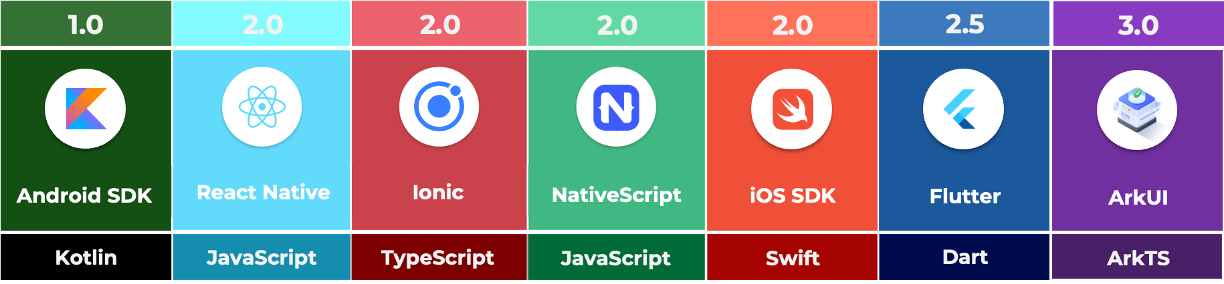 1.0 2.0 2.0 2.0 2.0 2.5 3.0
N
Android SDK React Native Ionic NativeScript iOS SDK Flutter ArkUI
Kotlin JavaScript TypeScript JavaScript Swift Dart ArkTS